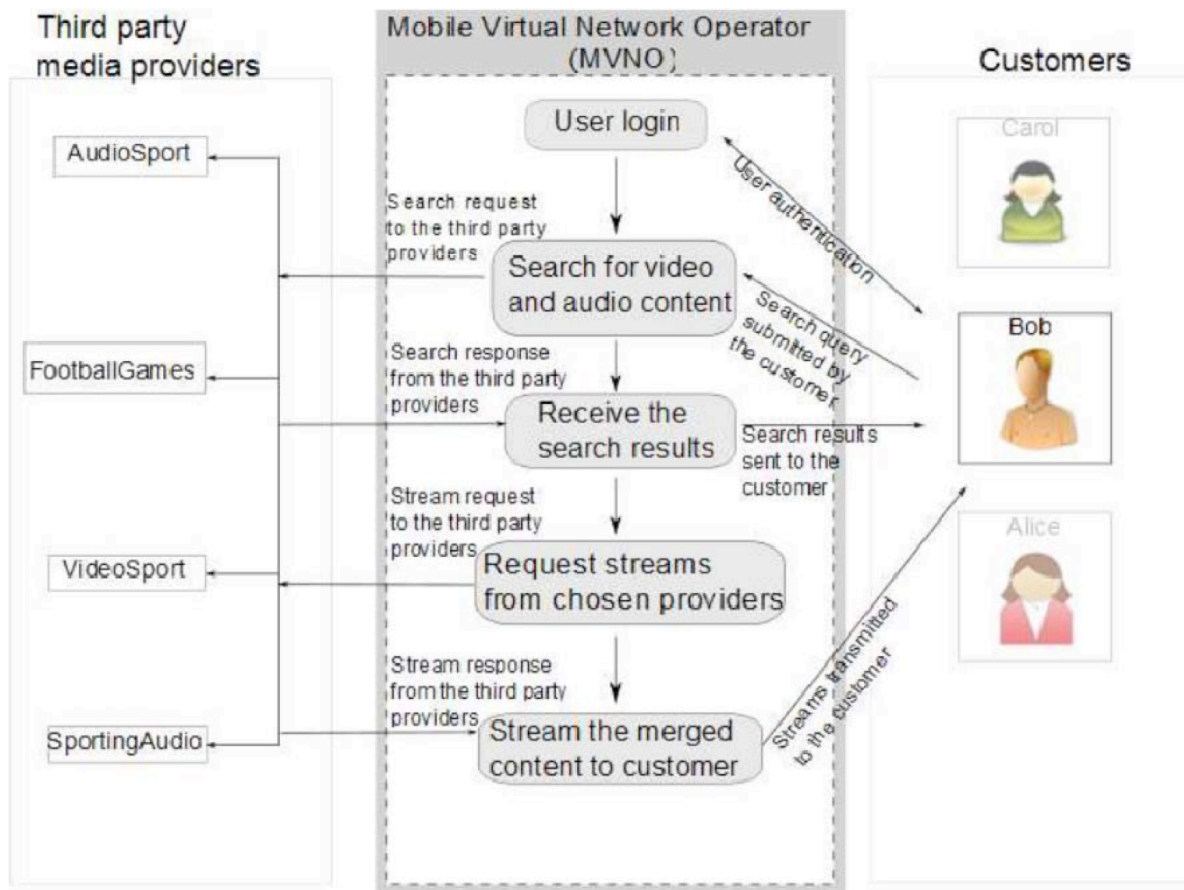 Third party
media providers
AudioSport
FootballGames
VideoSport
SportingAudio
Mobile Virtual Network Operator
(MVNO)
User login
Search request
to the third party
providers
Search for video
and audio content
Search response
from the third party
providers
Receive the
search results
Stream request
to the third party
providers
Request streams
from chosen providers
Stream response
from the third party
providers
Stream the merged
content to customer
User authentication
Search query
submitted by
the customer
Search results
sent to the
customer
Streams transmitted
to the customer
Customers
Carol
Bob
Alice